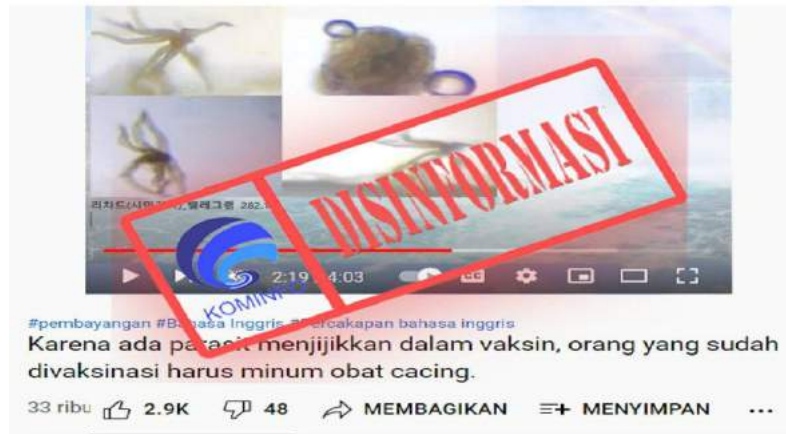 DISINFORMASI
2:19 / 4:03
KOMINFO
#pembayangan #Bahasa Inggris #Percakapan bahasa inggris
Karena ada parasit menjijikkan dalam vaksin, orang yang sudah
divaksinasi harus minum obat cacing.
33 ribu 2.9K 48 MEMBAGIKAN MENYIMPAN